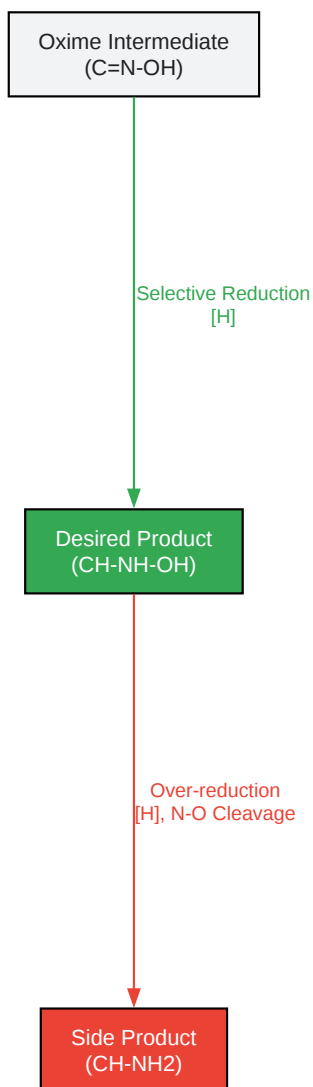 Oxime Intermediate
(C=N-OH)
Selective Reduction
[H]
Desired Product
(CH-NH-OH)
Over-reduction
[H], N-O Cleavage
Side Product
(CH-NH2)